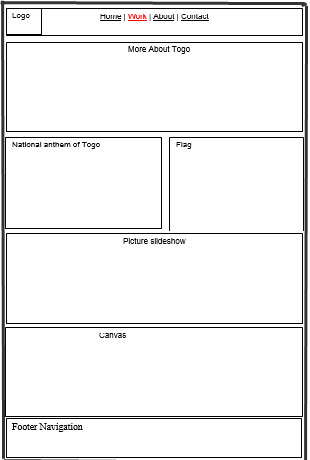 Logo
Home | Work | About | Contact
More About Togo
National anthem of Togo
Flag
Picture slideshow
Canvas
Footer Navigation